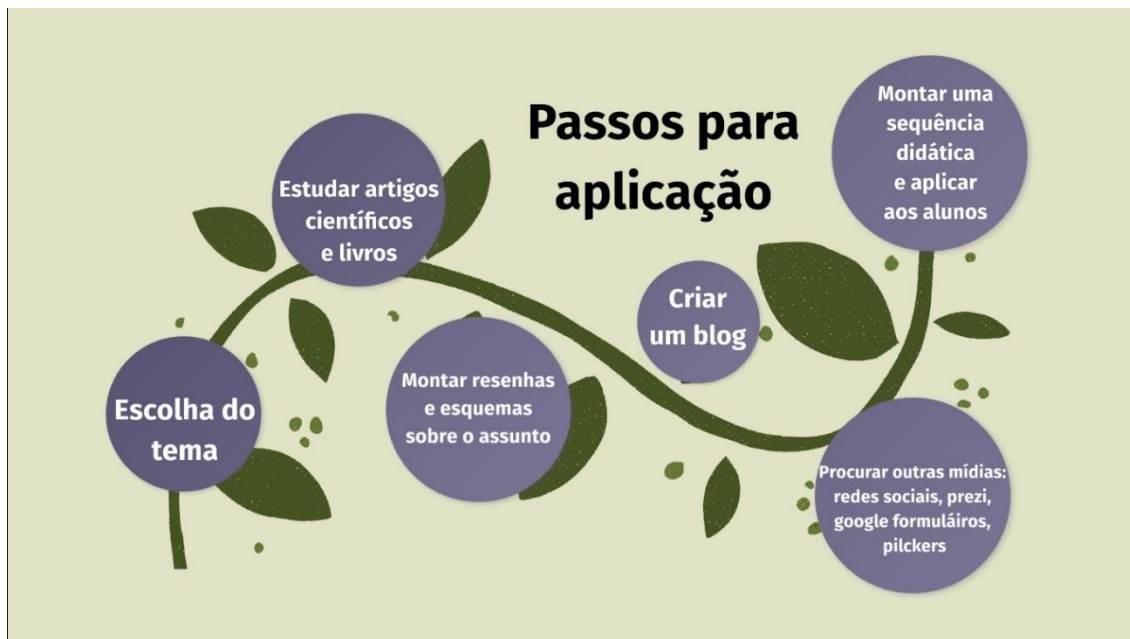 Passos para
aplicação
Escolha do
tema
Estudar artigos
científicos
e livros
Montar resenhas
e esquemas
sobre o assunto
Criar
um blog
Procurar outras mídias:
redes sociais, prezi,
google formuláiros,
pilckers
Montar uma
sequência
didática
e aplicar
aos alunos